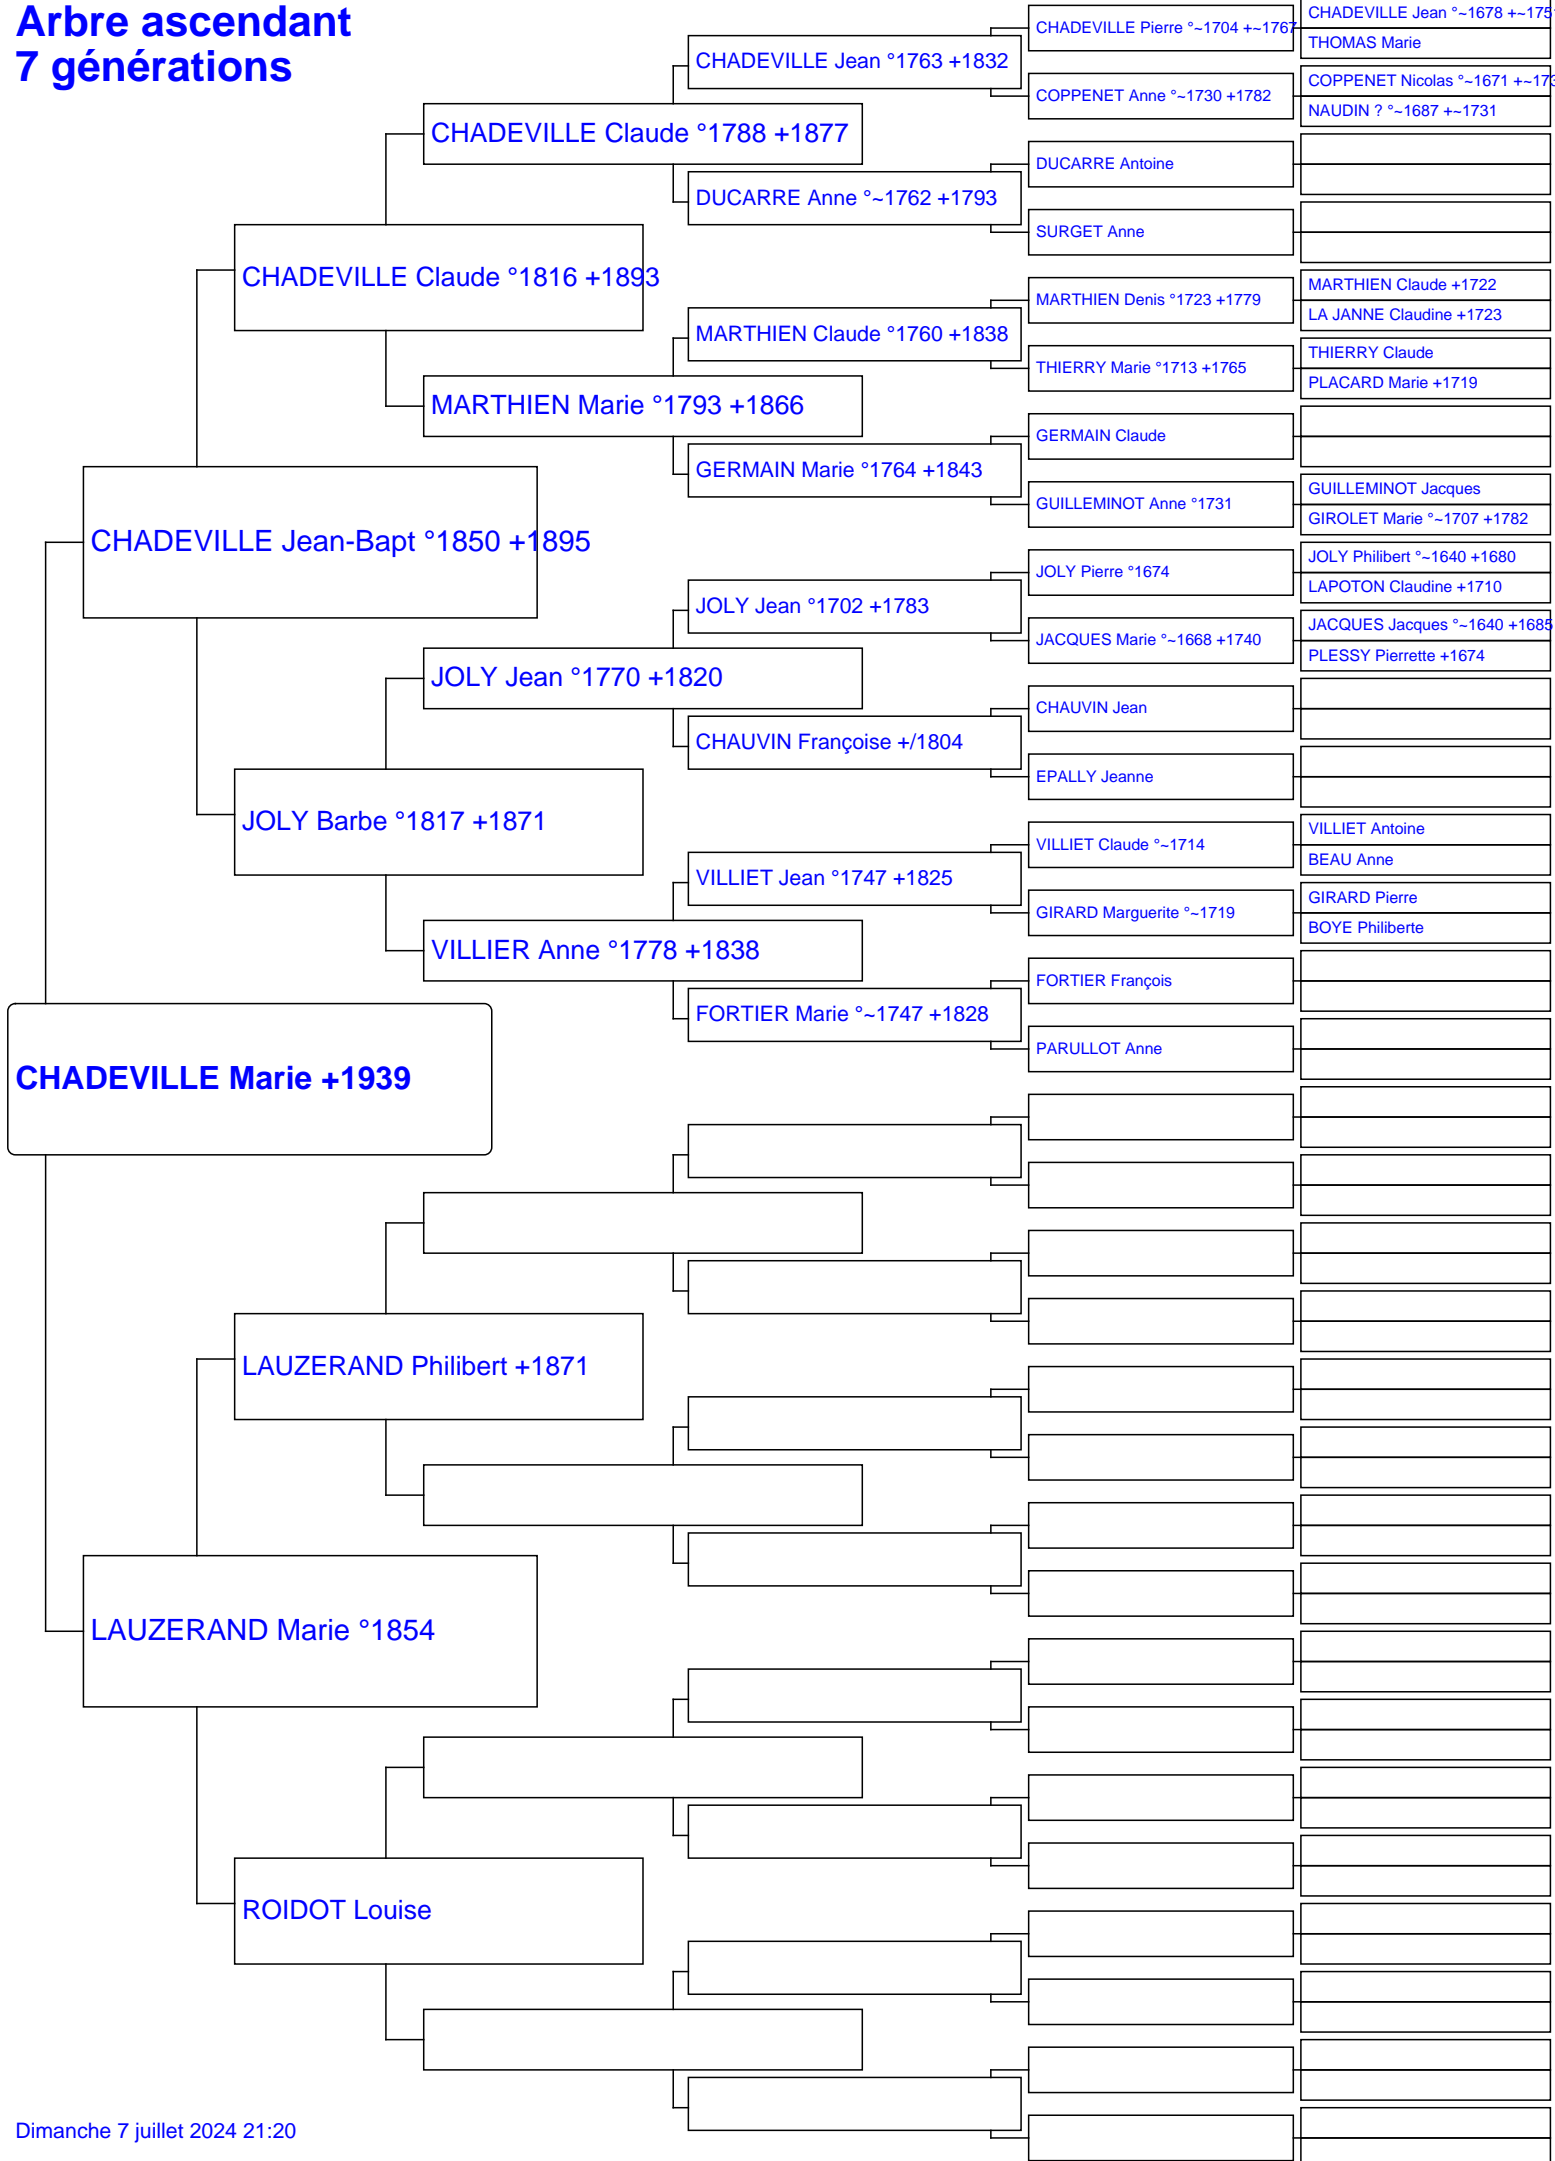 Arbre ascendant
7 générations
CHADEVILLE Marie +1939
CHADEVILLE Jean-Bapt °1850 +1895
LAUZERAND Marie °1854
CHADEVILLE Claude °1816 +1893
JOLY Barbe °1817 +1871
LAUZERAND Philibert +1871
ROIDOT Louise
CHADEVILLE Claude °1788 +1877
MARTHIEN Marie °1793 +1866
JOLY Jean °1770 +1820
VILLIER Anne °1778 +1838
CHADEVILLE Jean °1763 +1832
DUCARRE Anne °~1762 +1793
MARTHIEN Claude °1760 +1838
GERMAIN Marie °1764 +1843
JOLY Jean °1702 +1783
CHAUVIN Françoise +/1804
VILLIET Jean °1747 +1825
FORTIER Marie °~1747 +1828
CHADEVILLE Pierre °~1704 +~1767
COPPENET Anne °~1730 +1782
DUCARRE Antoine
SURGET Anne
MARTHIEN Denis °1723 +1779
THIERRY Marie °1713 +1765
GERMAIN Claude
GUILLEMINOT Anne °1731
JOLY Pierre °1674
JACQUES Marie °~1668 +1740
CHAUVIN Jean
EPALLY Jeanne
VILLIET Claude °~1714
GIRARD Marguerite °~1719
FORTIER François
PARULLOT Anne
CHADEVILLE Jean °~1678
THOMAS Marie
COPPENET Nicolas °~1671
NAUDIN ? °~1687 +~1731
MARTHIEN Claude +1722
LA JANNE Claudine +1723
THIERRY Claude
PLACARD Marie +1719
GUILLEMINOT Jacques
GIROLET Marie °~1707 +1782
JOLY Philibert °~1640 +1680
LAPOTON Claudine +1710
JACQUES Jacques °~1640 +1685
PLESSY Pierrette +1674
VILLIET Antoine
BEAU Anne
GIRARD Pierre
BOYE Philiberte
Dimanche 7 juillet 2024 21:20